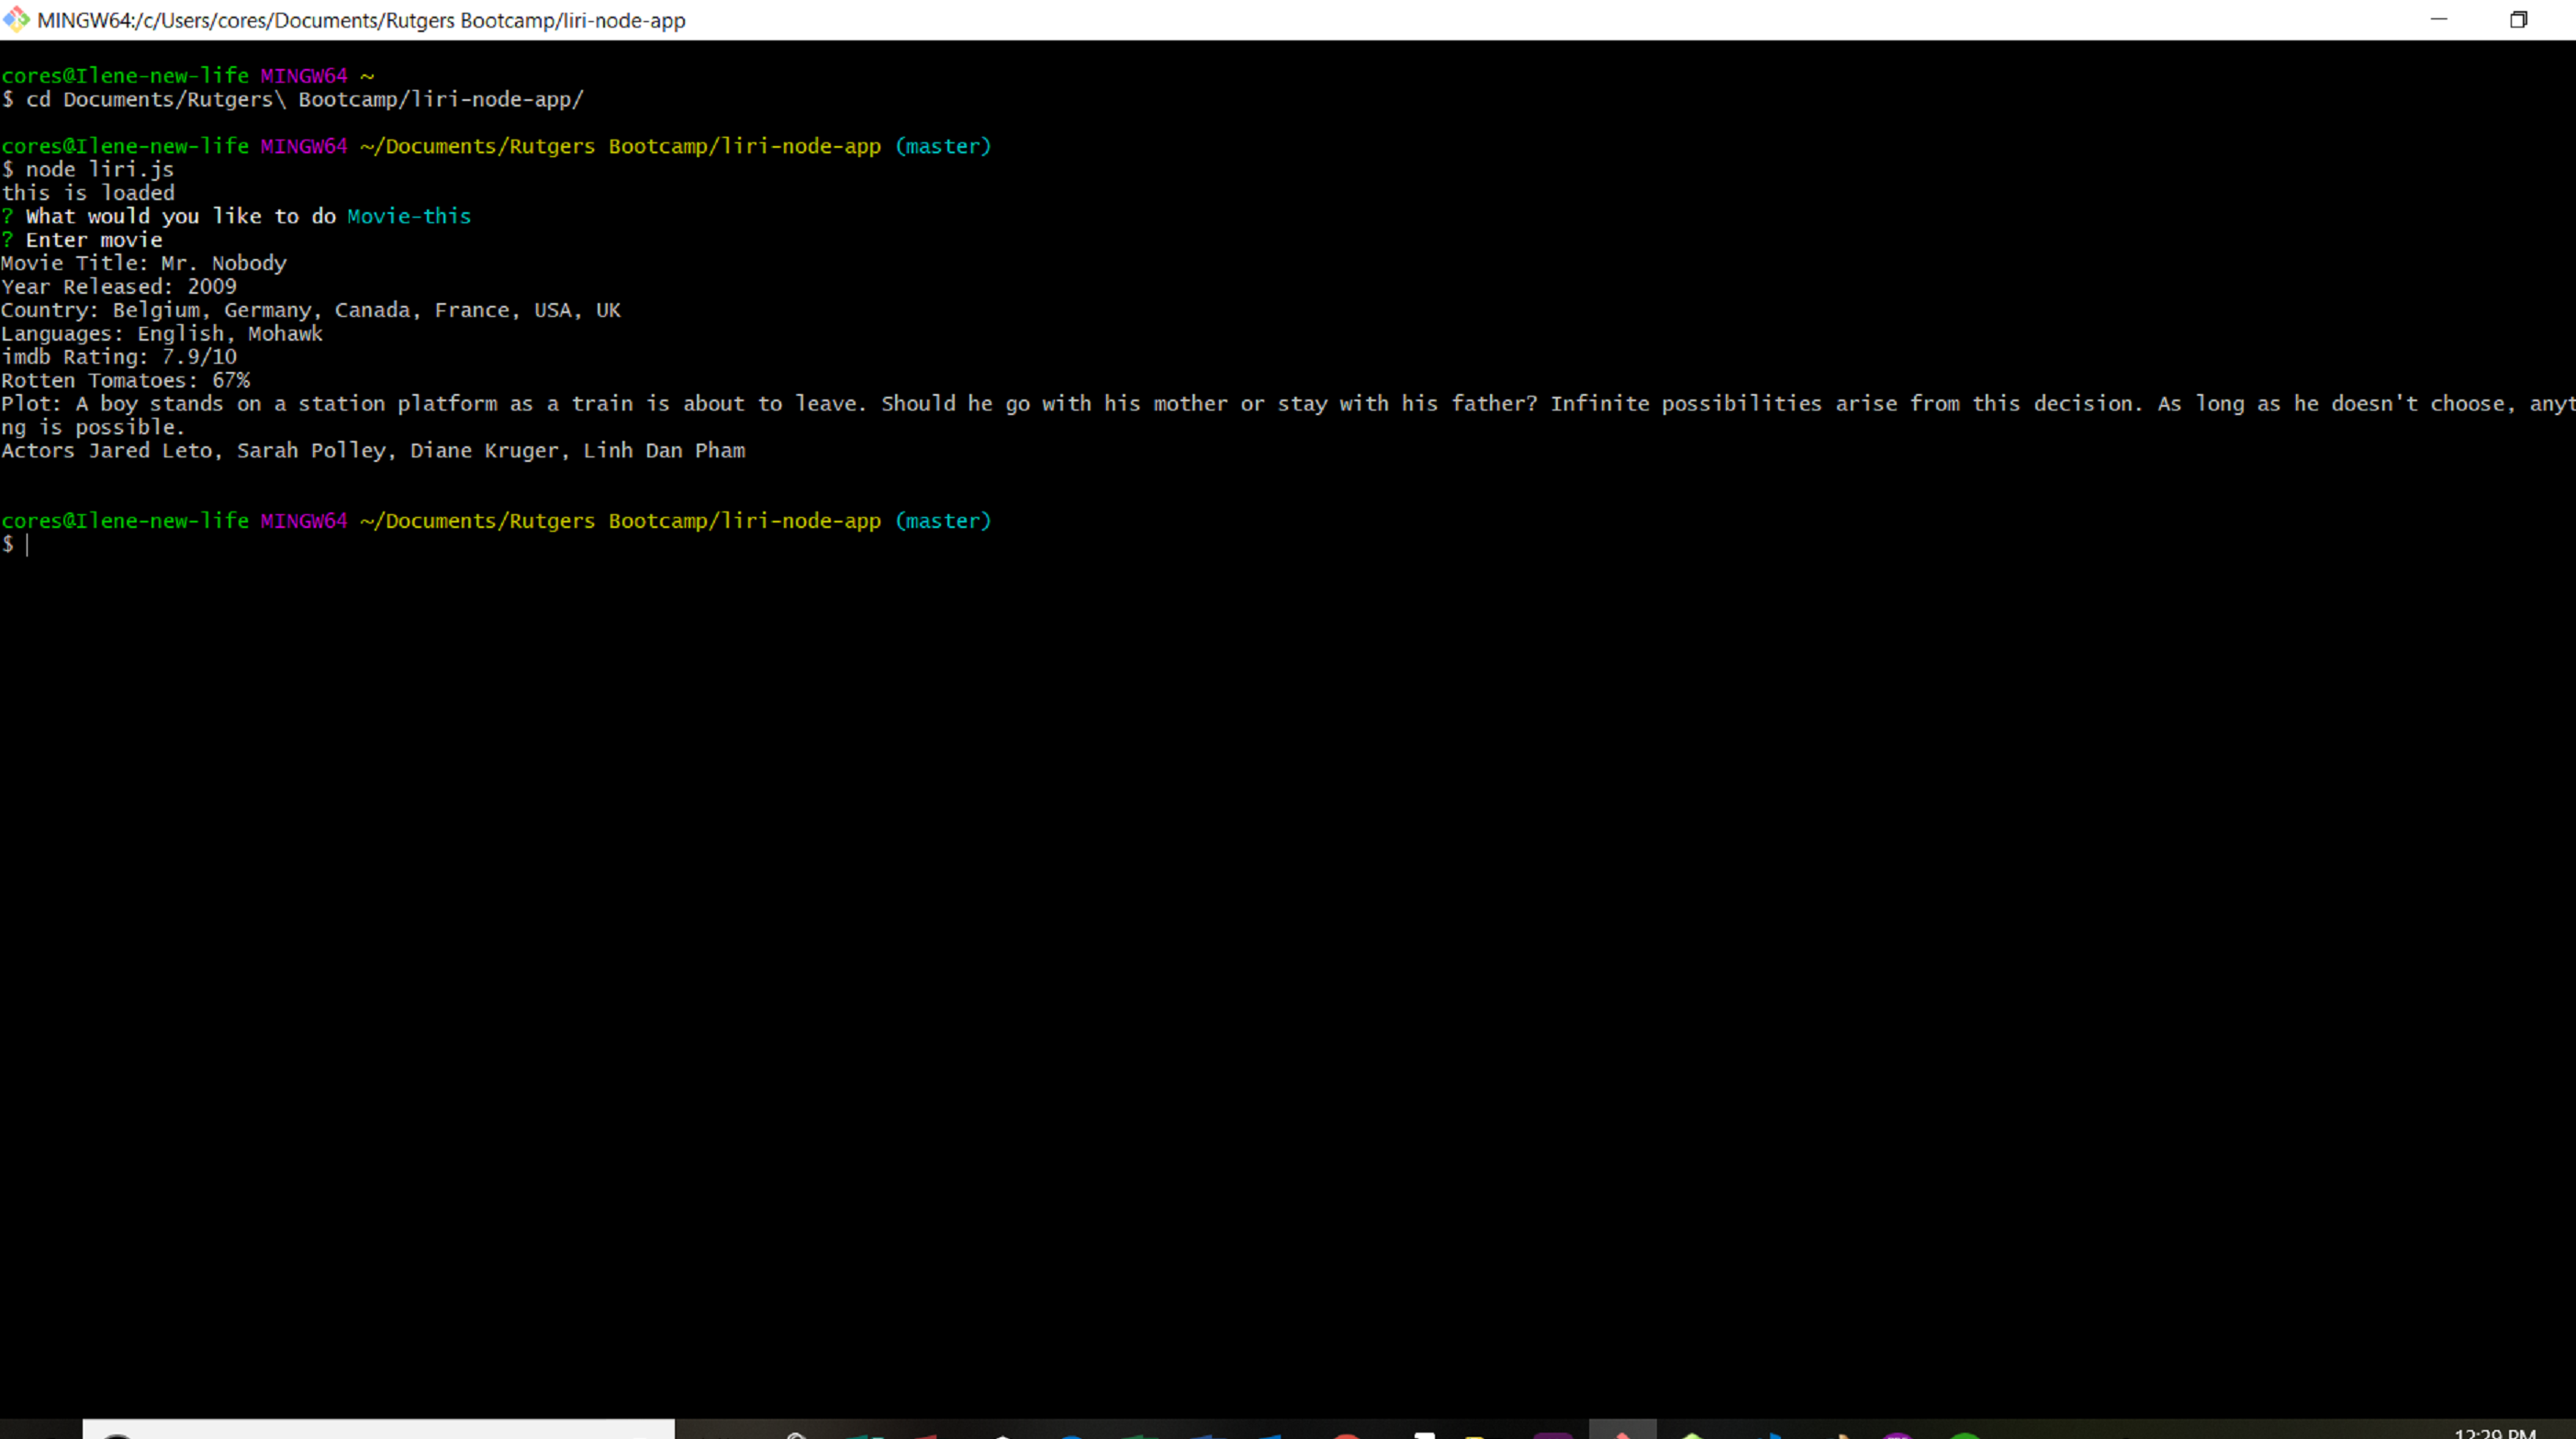 MINGW64:/c/Users/cores/Documents/Rutgers Bootcamp/liri-node-app
cores@Ilene-new-life MINGW64 ~
$ cd Documents/Rutgers\ Bootcamp/liri-node-app/
cores@Ilene-new-life MINGW64 ~/Documents/Rutgers Bootcamp/liri-node-app (master)
$ node liri.js
this is loaded
? What would you like to do Movie-this
? Enter movie
Movie Title: Mr. Nobody
Year Released: 2009
Country: Belgium, Germany, Canada, France, USA, UK
Languages: English, Mohawk
imdb Rating: 7.9/10
Rotten Tomatoes: 67%
Plot: A boy stands on a station platform as a train is about to leave. Should he go with his mother or stay with his father? Infinite possibilities arise from this decision. As long as he doesn't choose, anyt
ng is possible.
Actors Jared Leto, Sarah Polley, Diane Kruger, Linh Dan Pham
cores@Ilene-new-life MINGW64 ~/Documents/Rutgers Bootcamp/liri-node-app (master)
$
12:29 PM